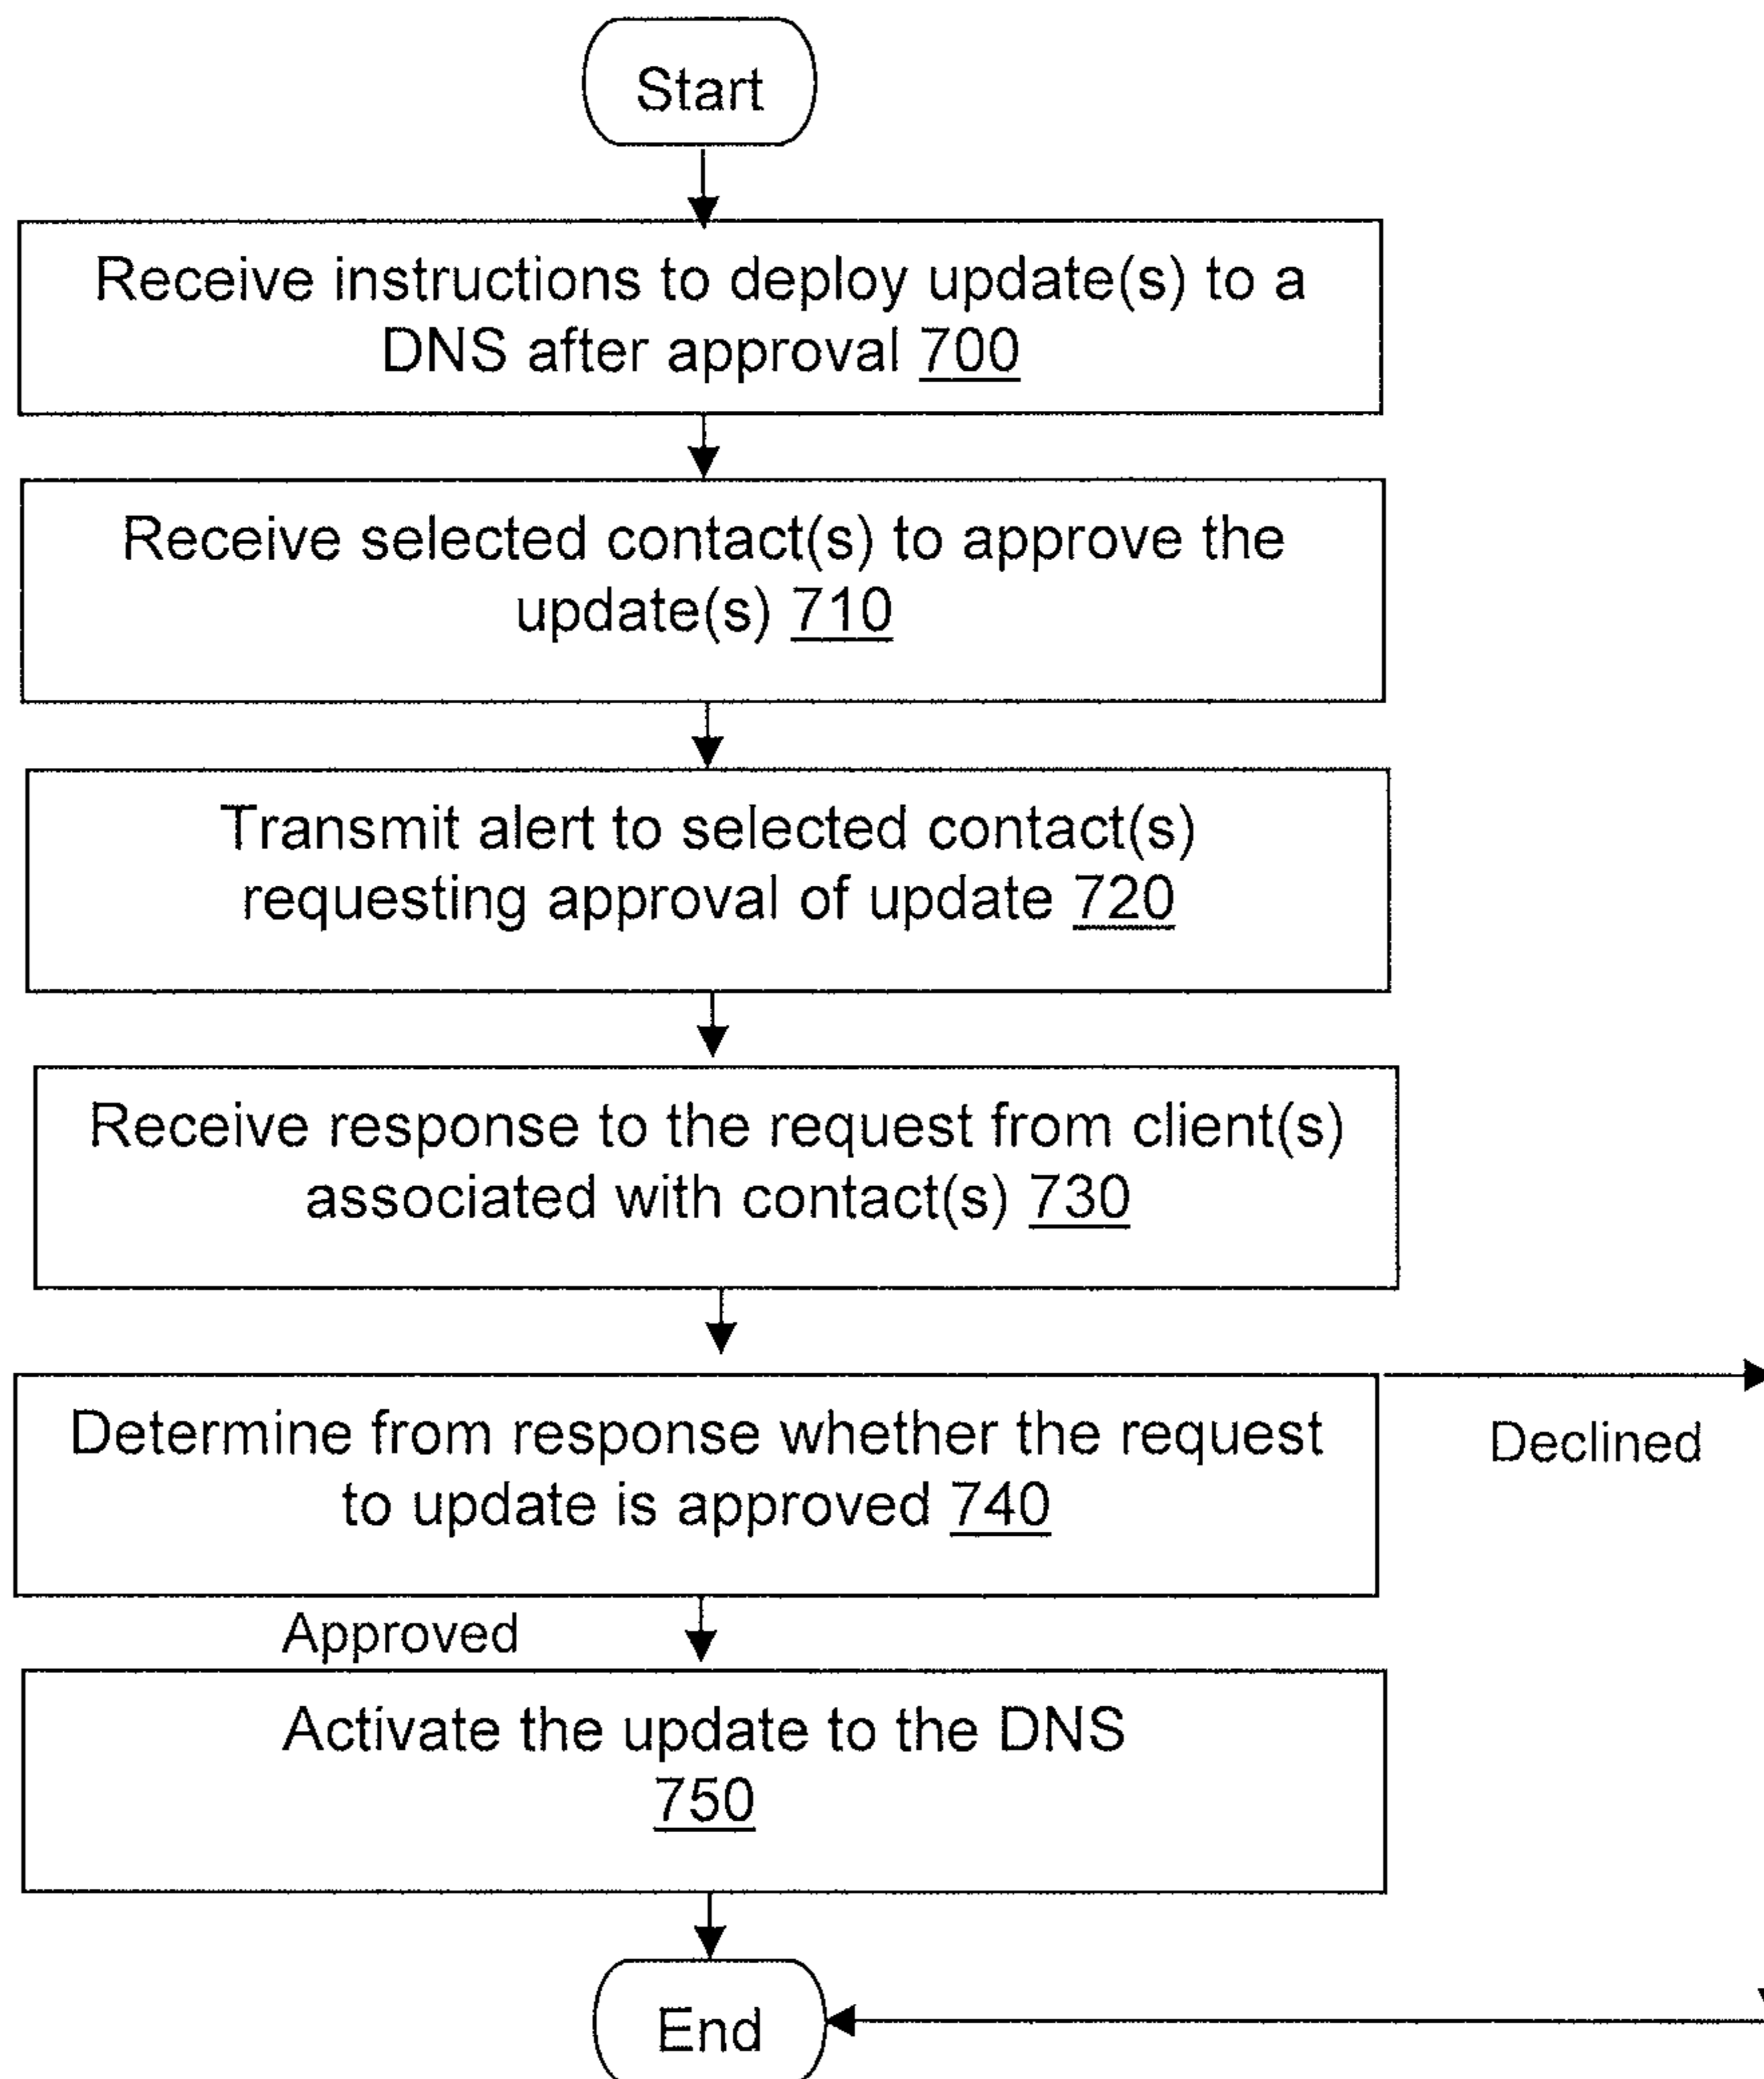 Start
Receive instructions to deploy update(s) to a
DNS after approval 700
Receive selected contact(s) to approve the
update(s) 710
Transmit alert to selected contact(s)
requesting approval of update 720
Receive response to the request from client(s)
associated with contact(s) 730
Determine from response whether the request
to update is approved 740
Declined
Approved
Activate the update to the DNS
750
End